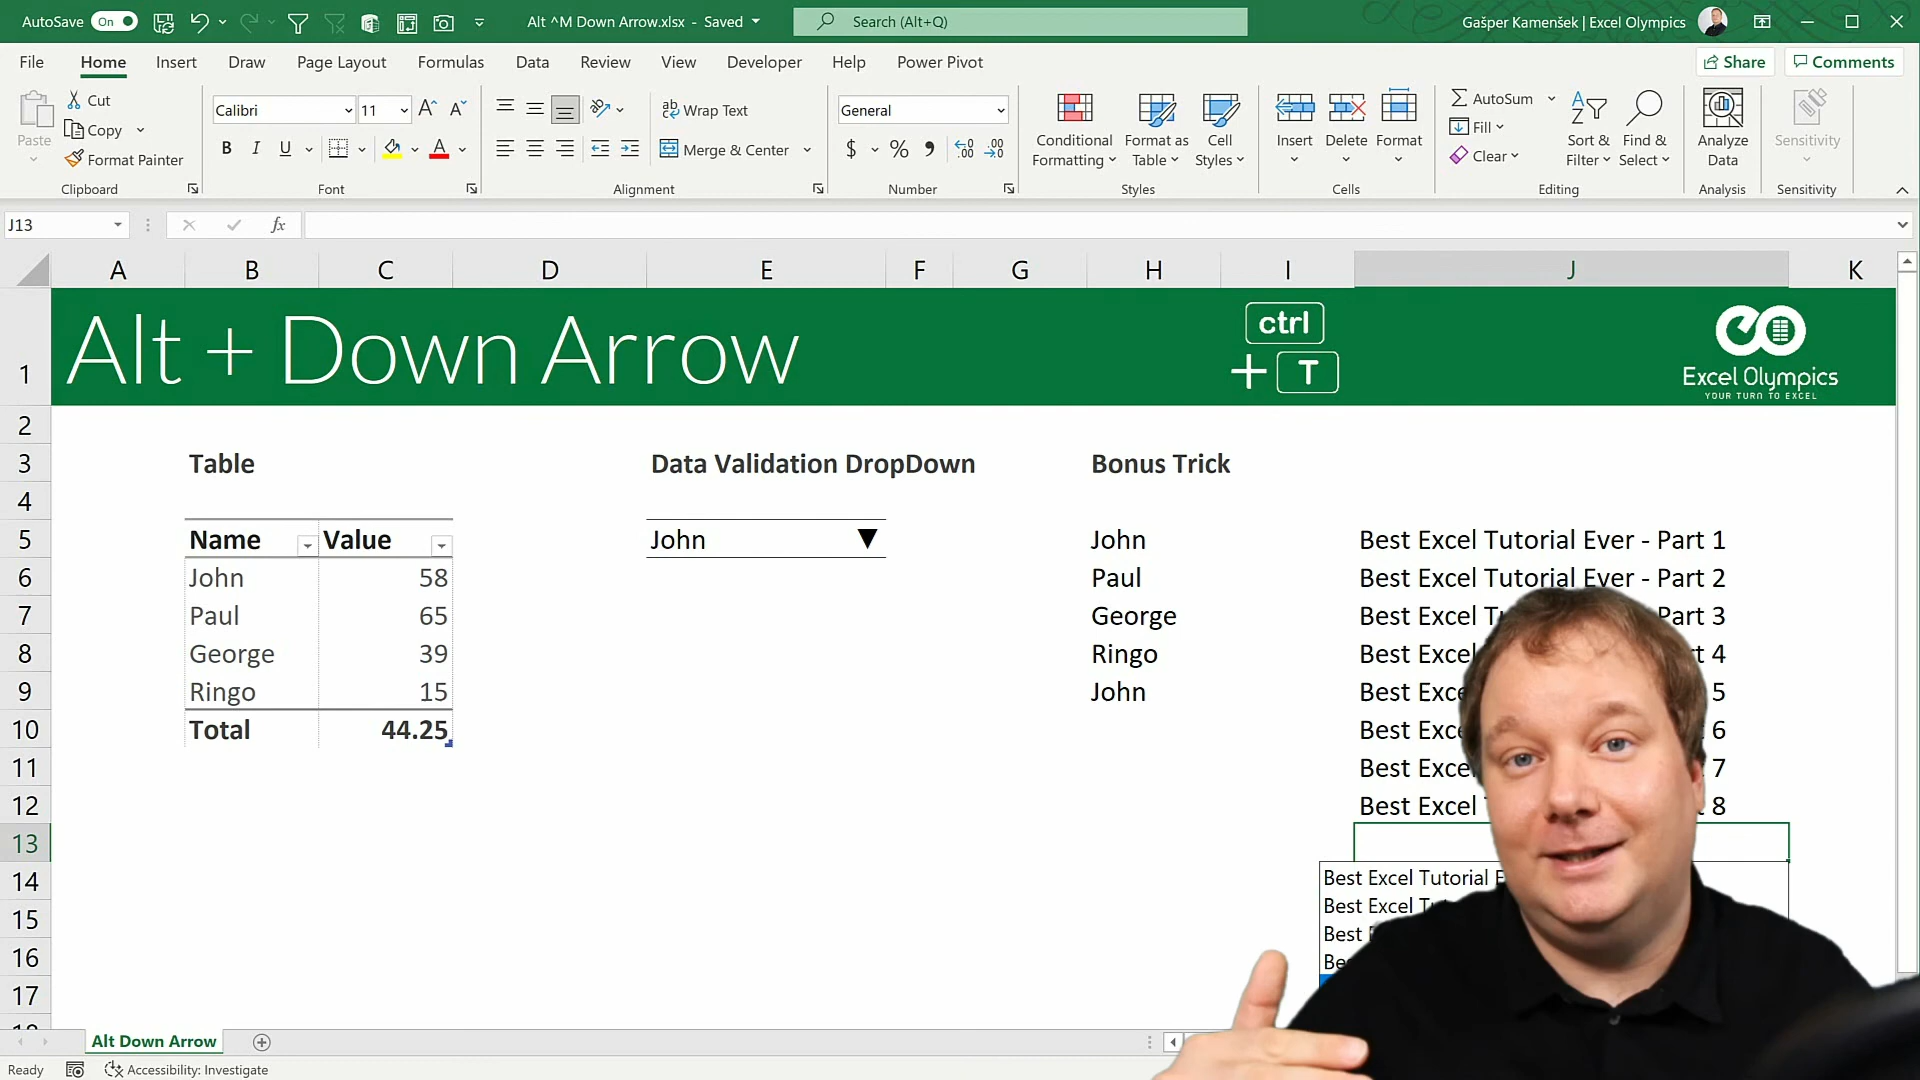 AutoSave On Alt ^M Down Arrow.xlsx - Saved Search (Alt+Q) Gašper Kamenšek | Excel Olympics
File Home Insert Draw Page Layout Formulas Data Review View Developer Help Power Pivot Share Comments
Paste
Cut
Copy
Format Painter
Clipboard
Calibri 11
B I U
Font
Wrap Text
Merge & Center
Alignment
General
$ %
Number
Conditional Formatting
Format as Table
Cell Styles
Styles
Insert Delete Format
Cells
AutoSum
Fill
Clear
Sort & Filter
Find & Select
Editing
Analyze Data
Analysis
Sensitivity
Sensitivity
J13 fx
A B C D E F G H I J K
1 Alt + Down Arrow
ctrl
+ T
Excel Olympics
YOUR TURN TO EXCEL
2
3 Table Data Validation DropDown Bonus Trick
4
5 Name Value John John Best Excel Tutorial Ever - Part 1
6 John 58 Paul Best Excel Tutorial Ever - Part 2
7 Paul 65 George Best Excel Part 3
8 George 39 Ringo Best Excel 4
9 Ringo 15 John Best 5
10 Total 44.25 Best 6
11 Best 7
12 Best Excel 8
13
14 Best Excel Tutorial
15 Best Excel
16 Best
17
Alt Down Arrow
Ready Accessibility: Investigate